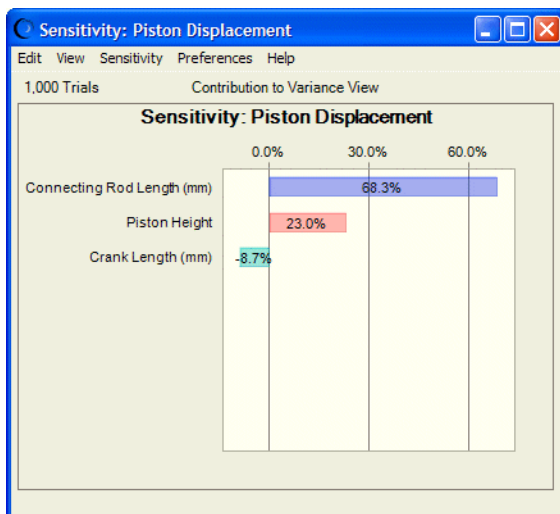 Sensitivity: Piston Displacement
Edit View Sensitivity Preferences Help
1,000 Trials Contribution to Variance View
Sensitivity: Piston Displacement
0.0% 30.0% 60.0%
Connecting Rod Length (mm) 68.3%
Piston Height 23.0%
Crank Length (mm) -8.7%